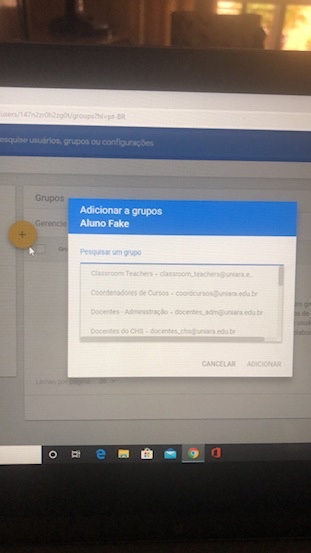 /users/147n2zr0h2zg0t/groups?hl=pt-BR
esquise usuários, grupos ou configurações
Grupos
Gerencie
Adicionar a grupos
Aluno Fake
Pesquisar um grupo
Classroom Teachers - classroom_teachers@uniara.e...
Coordenadores de Cursos - coordcursos@uniara.edu.br
Docentes - Administração - docentes_adm@uniara.edu.br
Docentes do CHS - docentes_chs@uniara.edu.br
CANCELAR ADICIONAR
Linhas por página